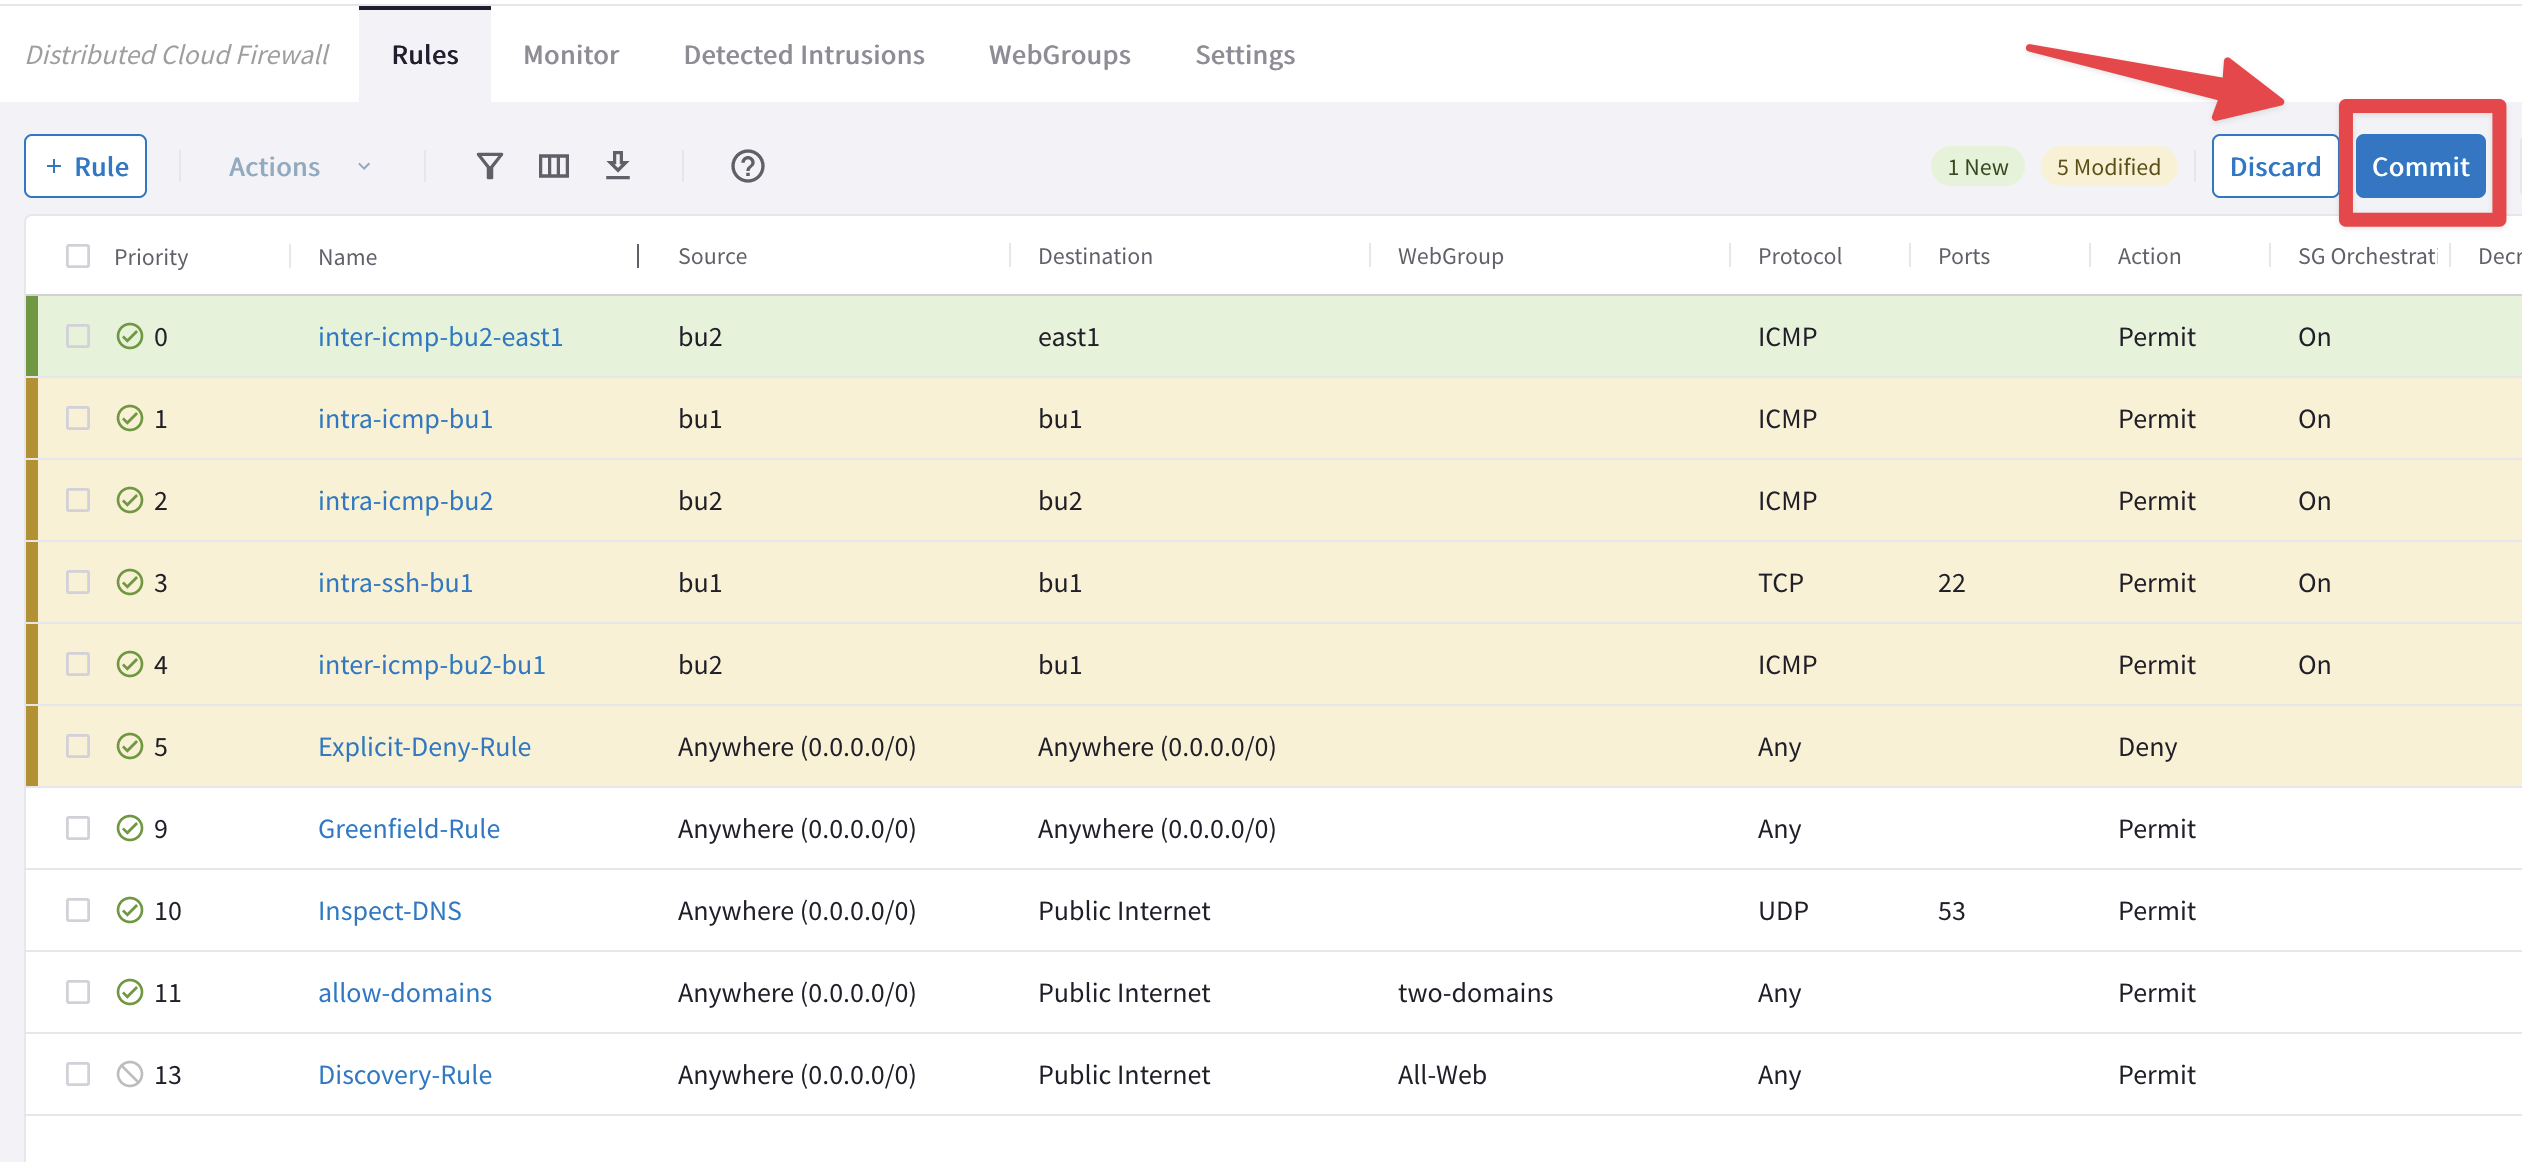 Distributed Cloud Firewall Rules Monitor Detected Intrusions WebGroups Settings
+ Rule Actions 1 New 5 Modified Discard Commit
Priority Name Source Destination WebGroup Protocol Ports Action SG Orchestrati Decr
0 inter-icmp-bu2-east1 bu2 east1 ICMP Permit On
1 intra-icmp-bu1 bu1 bu1 ICMP Permit On
2 intra-icmp-bu2 bu2 bu2 ICMP Permit On
3 intra-ssh-bu1 bu1 bu1 TCP 22 Permit On
4 inter-icmp-bu2-bu1 bu2 bu1 ICMP Permit On
5 Explicit-Deny-Rule Anywhere (0.0.0.0/0) Anywhere (0.0.0.0/0) Any Deny
9 Greenfield-Rule Anywhere (0.0.0.0/0) Anywhere (0.0.0.0/0) Any Permit
10 Inspect-DNS Anywhere (0.0.0.0/0) Public Internet UDP 53 Permit
11 allow-domains Anywhere (0.0.0.0/0) Public Internet two-domains Any Permit
13 Discovery-Rule Anywhere (0.0.0.0/0) Public Internet All-Web Any Permit